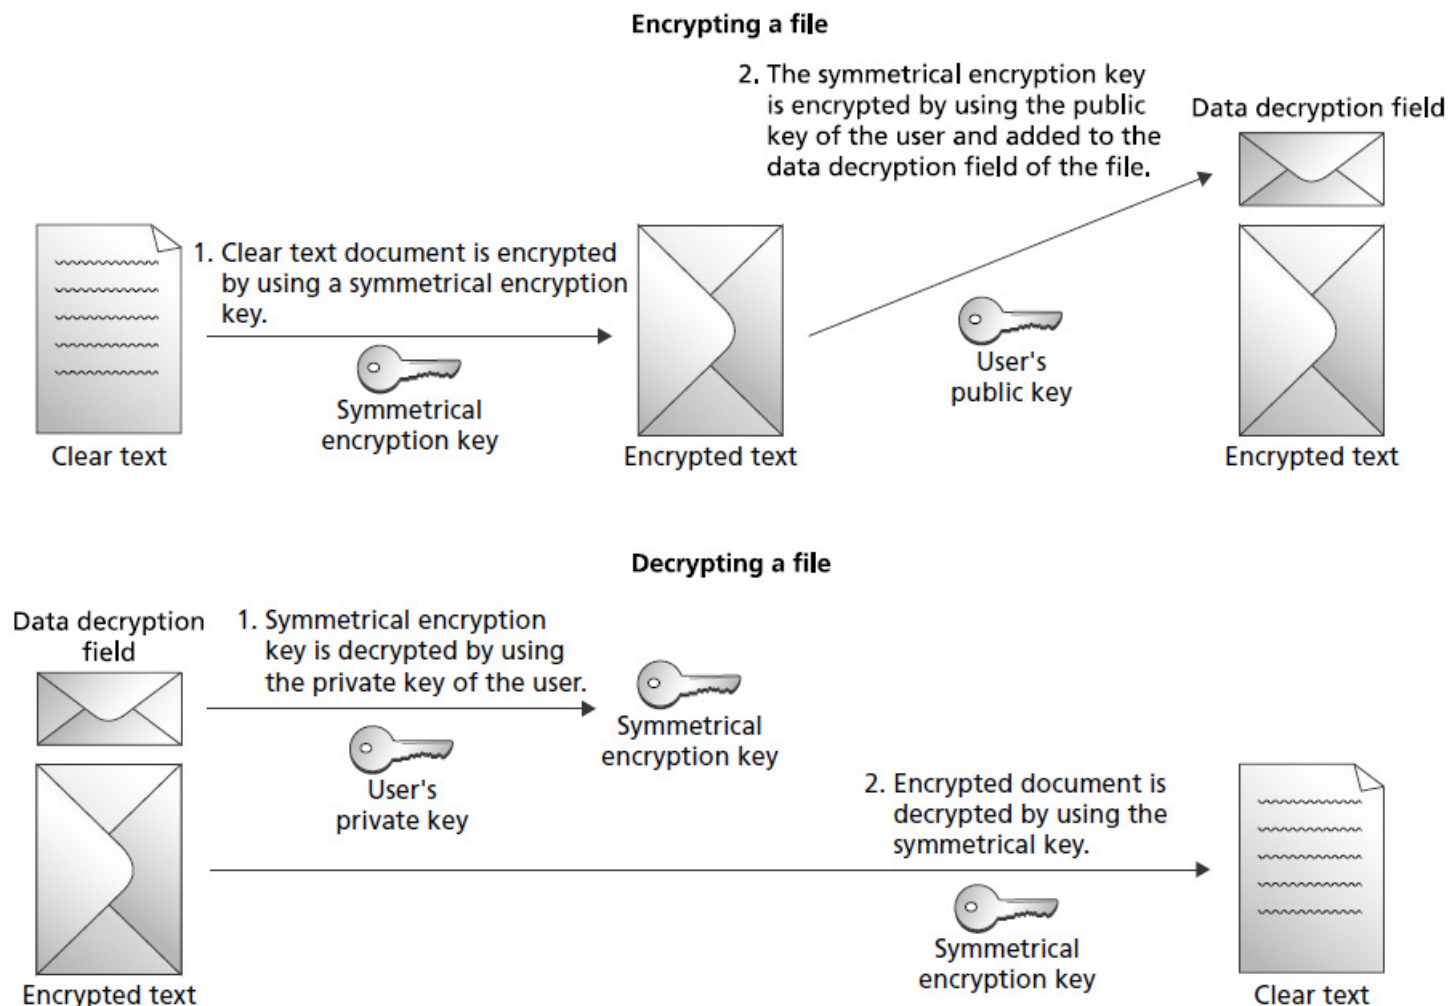 Encrypting a file
2. The symmetrical encryption key
is encrypted by using the public
key of the user and added to the
data decryption field of the file.
Data decryption field
1. Clear text document is encrypted
by using a symmetrical encryption
key.
Symmetrical
encryption key
User's
public key
Clear text
Encrypted text
Encrypted text
Decrypting a file
Data decryption
field
1. Symmetrical encryption
key is decrypted by using
the private key of the user.
Symmetrical
encryption key
User's
private key
2. Encrypted document is
decrypted by using the
symmetrical key.
Symmetrical
encryption key
Encrypted text
Clear text